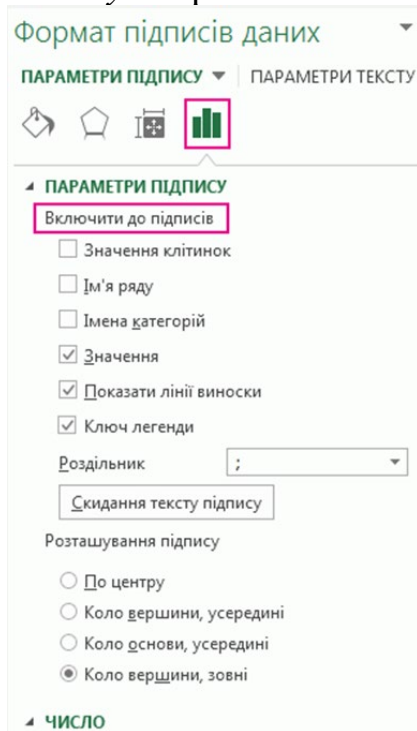 Формат підписів даних
ПАРАМЕТРИ ПІДПИСУ ПАРАМЕТРИ ТЕКСТУ
ПАРАМЕТРИ ПІДПИСУ
Включити до підписів
Значення клітинок
Ім'я ряду
Імена категорій
Значення
Показати лінії виноски
Ключ легенди
Роздільник ;
Скидання тексту підпису
Розташування підпису
По центру
Коло вершини, усередині
Коло основи, усередині
Коло вершини, зовні
ЧИСЛО